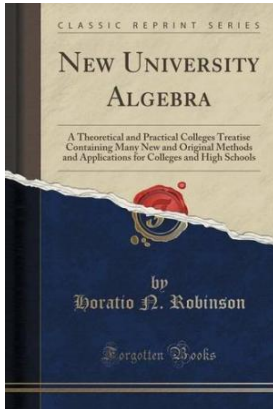 CLASSIC REPRINT SERIES
NEW UNIVERSITY
ALGEBRA
A Theoretical and Practical Colleges Treatise
Containing Many New and Original Methods
and Applications for Colleges and High Schools
by
Horatio N. Robinson
Forgotten Books